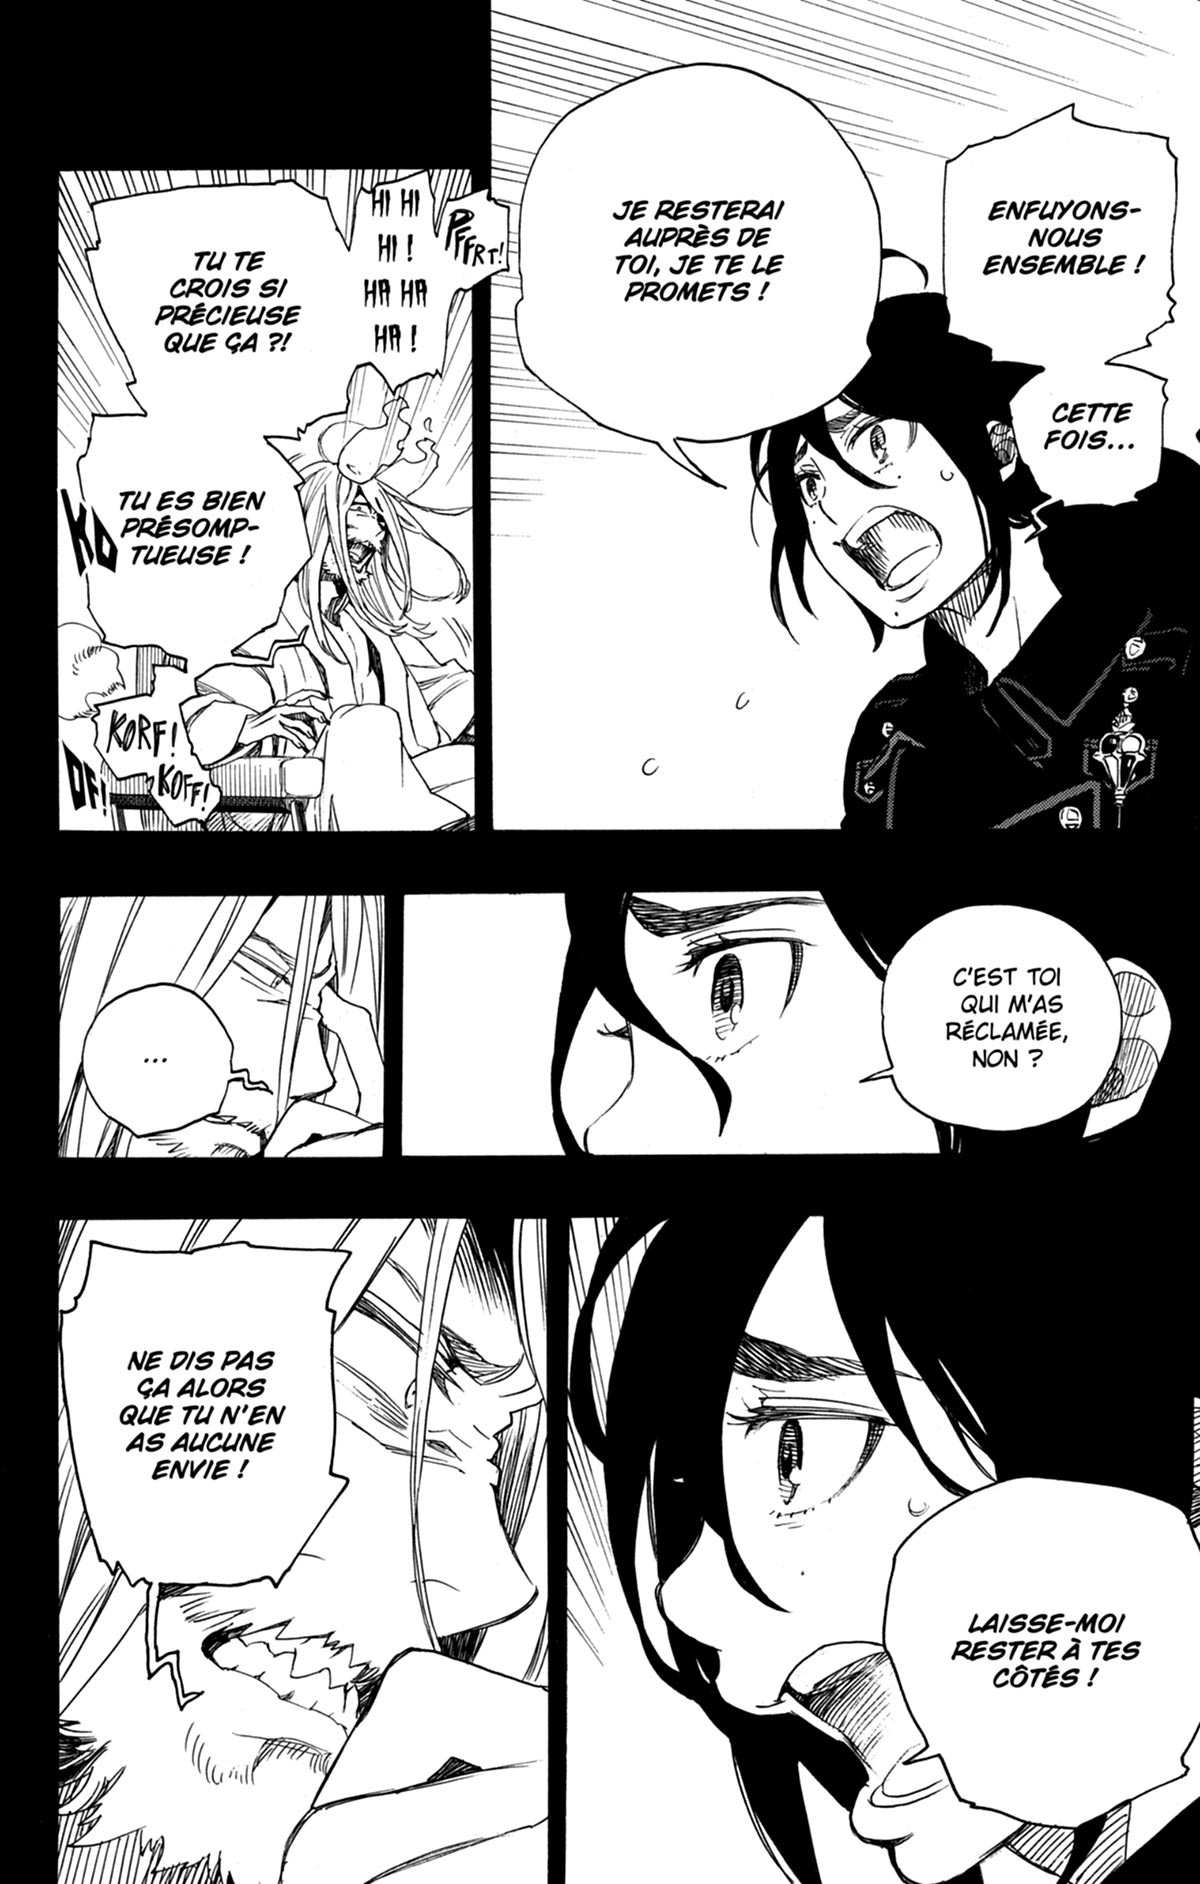 ENFUYONS-
NOUS
ENSEMBLE !
CETTE
FOIS...
JE RESTERAI
AUPRÈS DE
TOI, JE TE LE
PROMETS !
PFFFRT!
HI HI
HI !
HA HA
HA !
TU TE
CROIS SI
PRÉCIEUSE
QUE ÇA ?!
TU ES BIEN
PRÉSOMP-
TUEUSE !
KO
OF!
KORF!
KOFF!
C'EST TOI
QUI M'AS
RÉCLAMÉE,
NON ?
...
LAISSE-MOI
RESTER À TES
CÔTÉS !
NE DIS PAS
ÇA ALORS
QUE TU N'EN
AS AUCUNE
ENVIE !